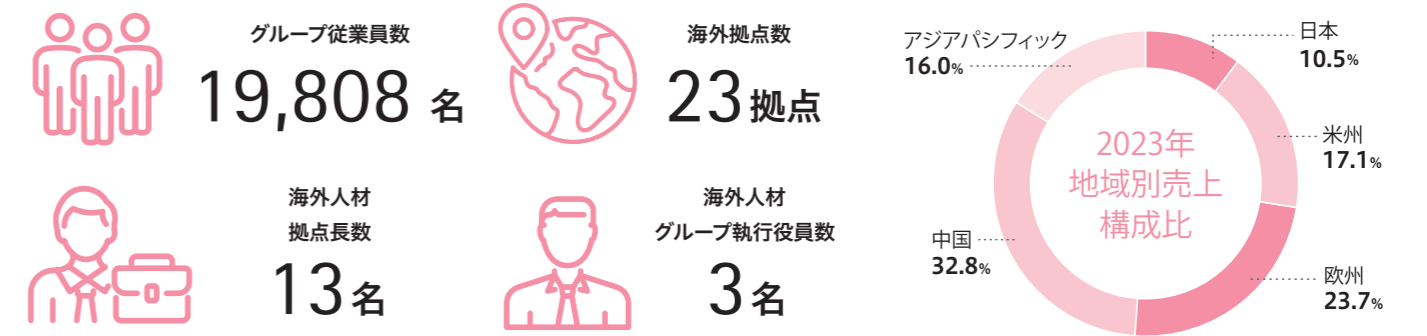 グループ従業員数
19,808 名
海外拠点数
23 拠点
海外人材
拠点長数
13 名
海外人材
グループ執行役員数
3 名
2023年
地域別売上
構成比
日本
10.5%
米州
17.1%
欧州
23.7%
中国
32.8%
アジアパシフィック
16.0%